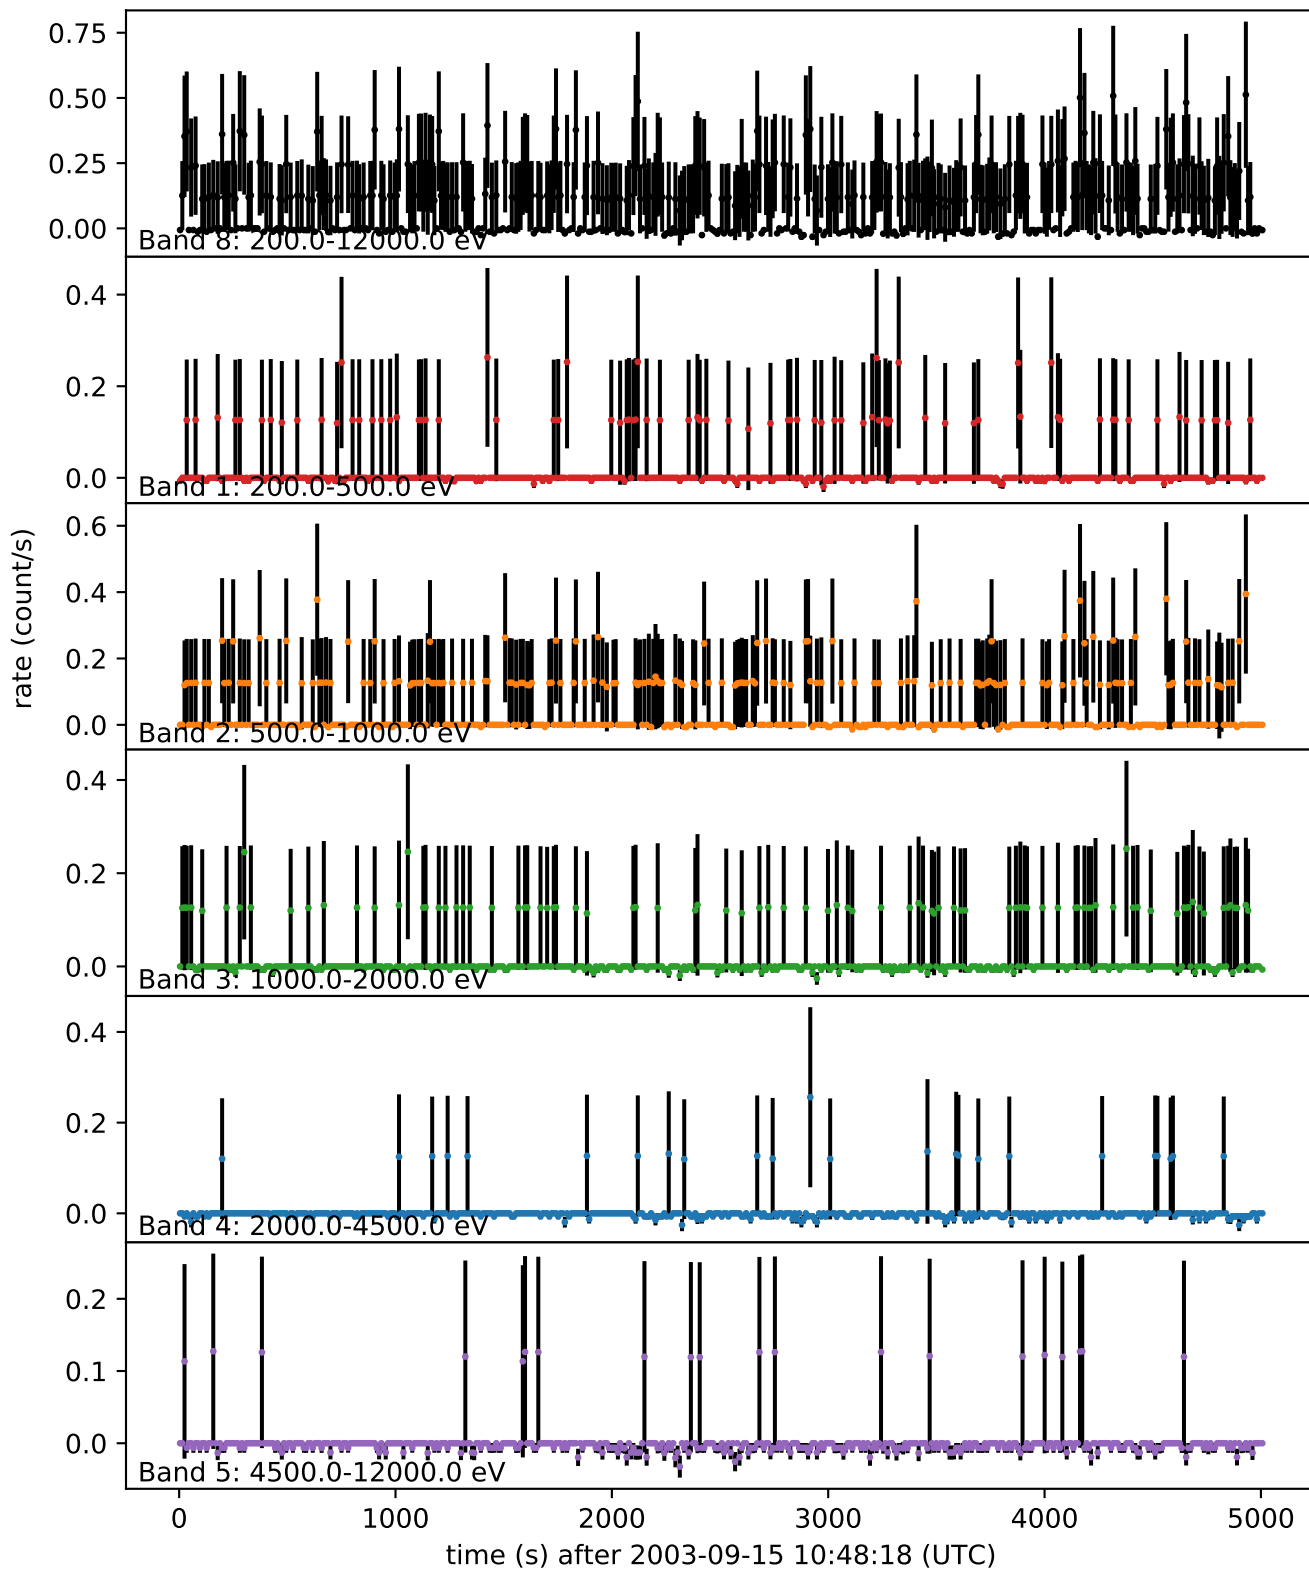 0.75
0.50
0.25
0.00
Band 8: 200.0-12000.0 eV
0.4
0.2
0.0
Band 1: 200.0-500.0 eV
rate (count/s)
0.6
0.4
0.2
0.0
Band 2: 500.0-1000.0 eV
0.4
0.2
0.0
Band 3: 1000.0-2000.0 eV
0.4
0.2
0.0
Band 4: 2000.0-4500.0 eV
0.2
0.1
0.0
Band 5: 4500.0-12000.0 eV
0 1000 2000 3000 4000 5000
time (s) after 2003-09-15 10:48:18 (UTC)